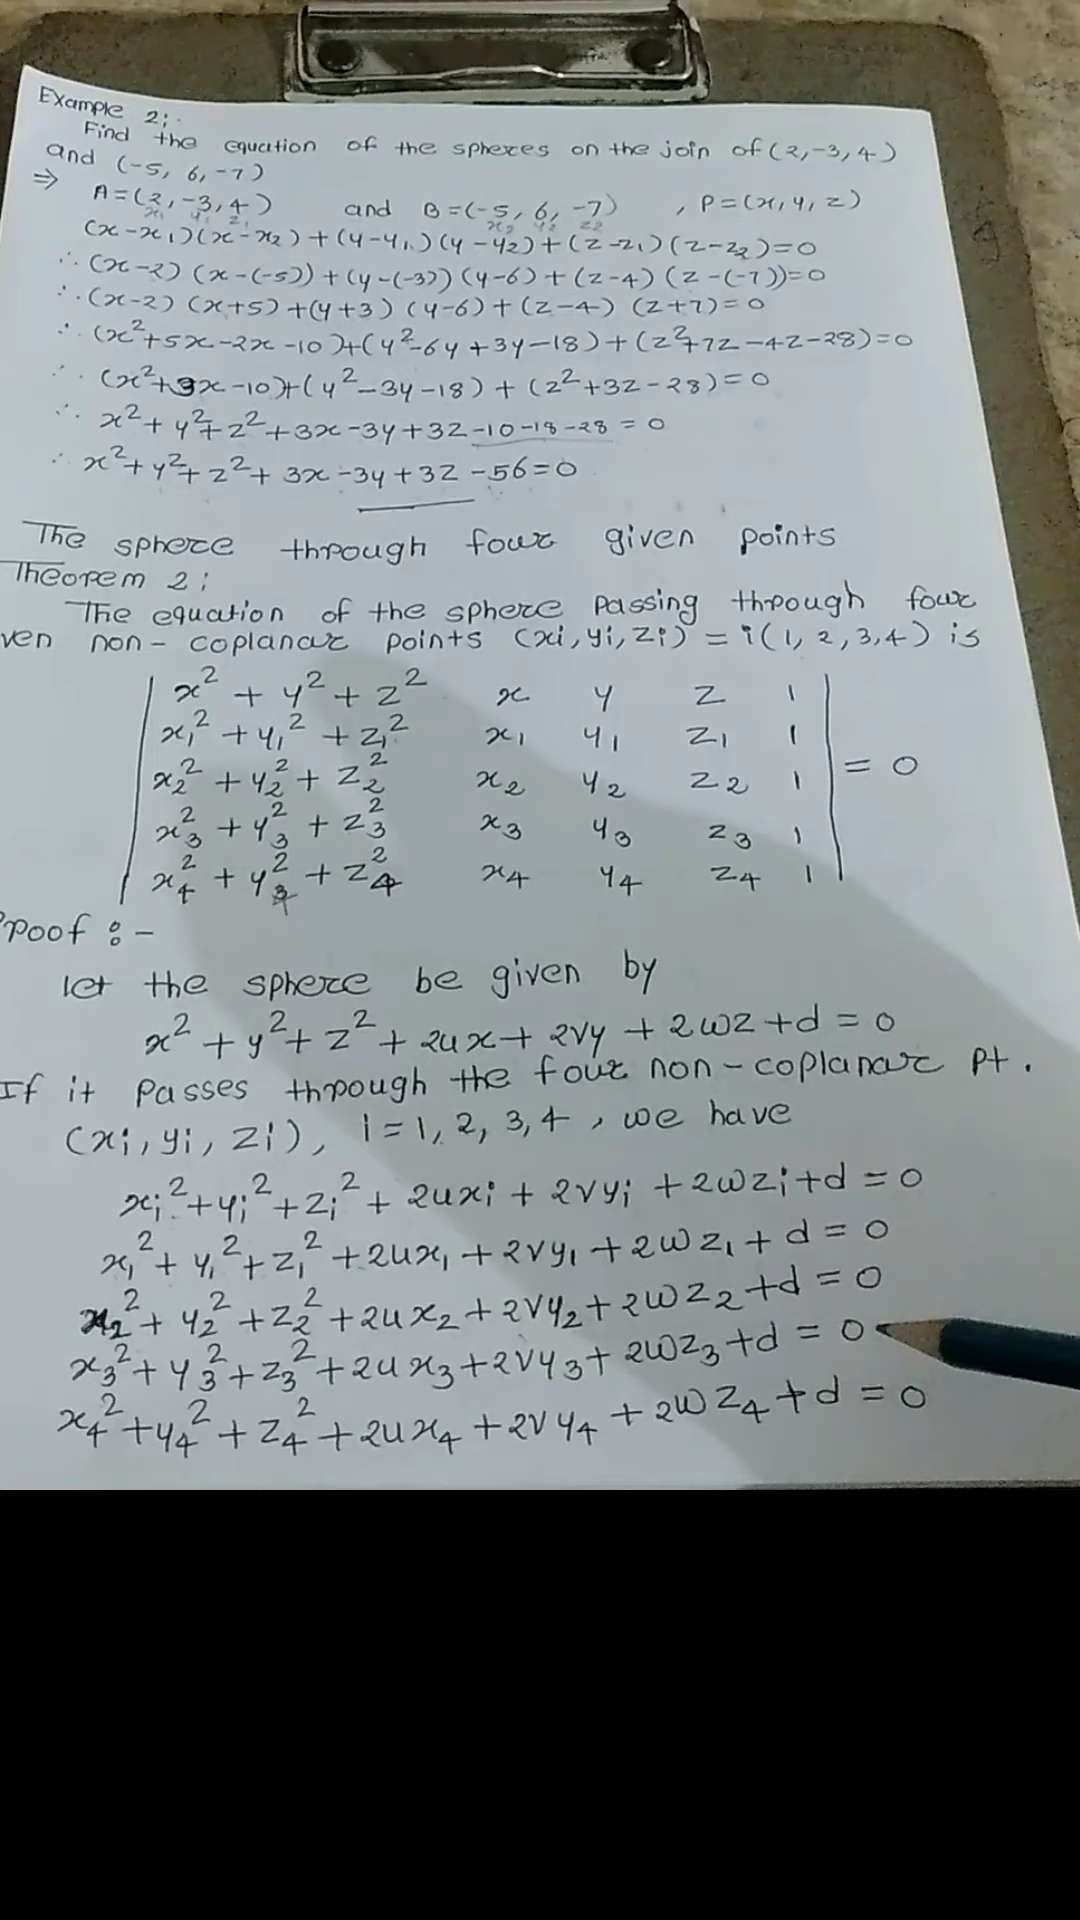 Example 2:
Find the equation of the spheres on the join of (2,-3,4)
and (-5, 6, -7)
⇒ A=(2,-3,4) and B=(-5,6,-7) , P=(x,y,z)
x₁ y₁ z₁ x₂ y₂ z₂
(x-x₁)(x-x₂)+(y-y₁)(y-y₂)+(z-z₁)(z-z₂)=0
∴ (x-2)(x-(-5))+(y-(-3))(y-6)+(z-4)(z-(-7))=0
∴ (x-2)(x+5)+(y+3)(y-6)+(z-4)(z+7)=0
∴ (x²+5x-2x-10)+(y²-6y+3y-18)+(z²+7z-4z-28)=0
∴ (x²+3x-10)+(y²-3y-18)+(z²+3z-28)=0
∴ x²+y²+z²+3x-3y+3z-10-18-28=0
∴ x²+y²+z²+3x-3y+3z-56=0
The sphere through four given points
Theorem 2:
The equation of the sphere passing through four
ven non-coplanar points (xi,yi,zi) = i(1,2,3,4) is
| x²+y²+z² x y z 1 |
| x₁²+y₁²+z₁² x₁ y₁ z₁ 1 |
| x₂²+y₂²+z₂² x₂ y₂ z₂ 1 | = 0
| x₃²+y₃²+z₃² x₃ y₃ z₃ 1 |
| x₄²+y₄²+z₄² x₄ y₄ z₄ 1 |
Proof :-
let the sphere be given by
x²+y²+z²+2ux+2vy+2wz+d=0
If it passes through the four non-coplanar pt.
(xi,yi,zi), i=1,2,3,4, we have
xi²+yi²+zi²+2uxi+2vyi+2wzi+d=0
x₁²+y₁²+z₁²+2ux₁+2vy₁+2wz₁+d=0
x₂²+y₂²+z₂²+2ux₂+2vy₂+2wz₂+d=0
x₃²+y₃²+z₃²+2ux₃+2vy₃+2wz₃+d=0
x₄²+y₄²+z₄²+2ux₄+2vy₄+2wz₄+d=0